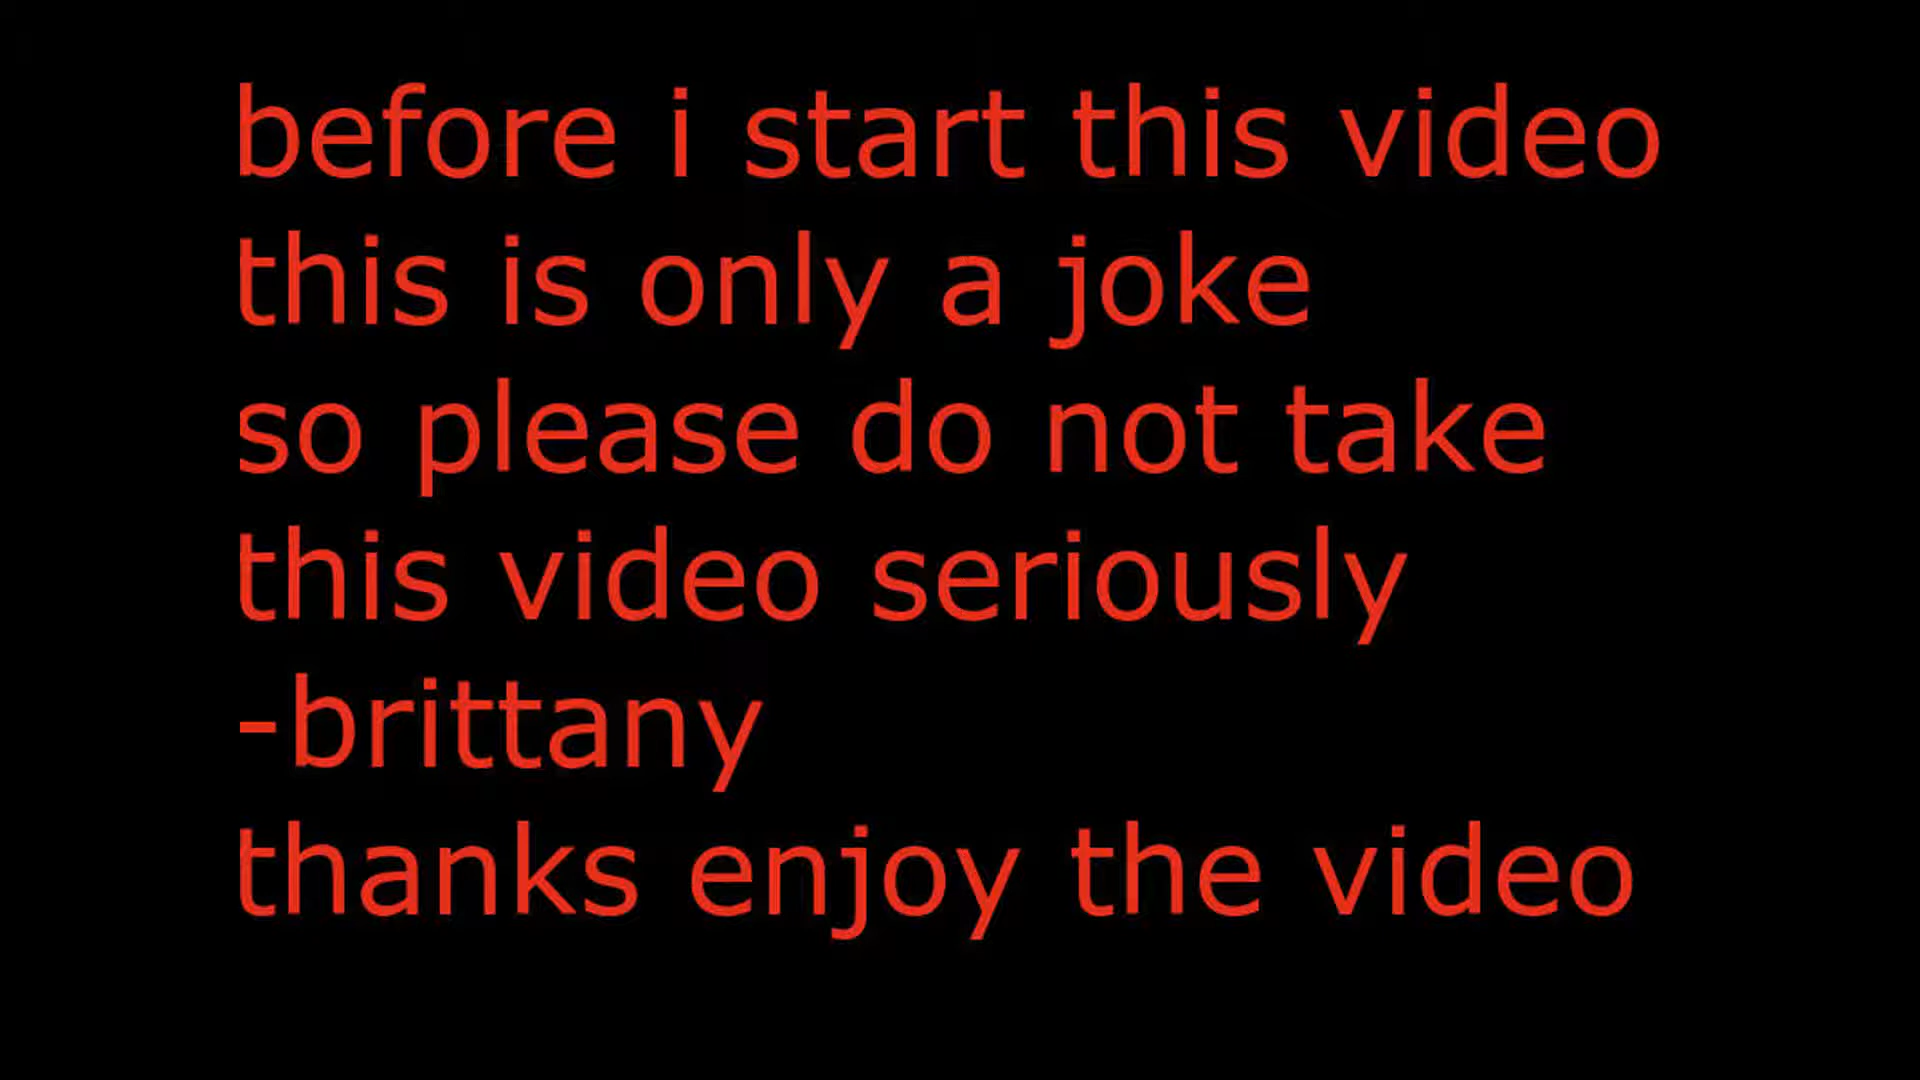 before i start this video
this is only a joke
so please do not take
this video seriously
-brittany
thanks enjoy the video